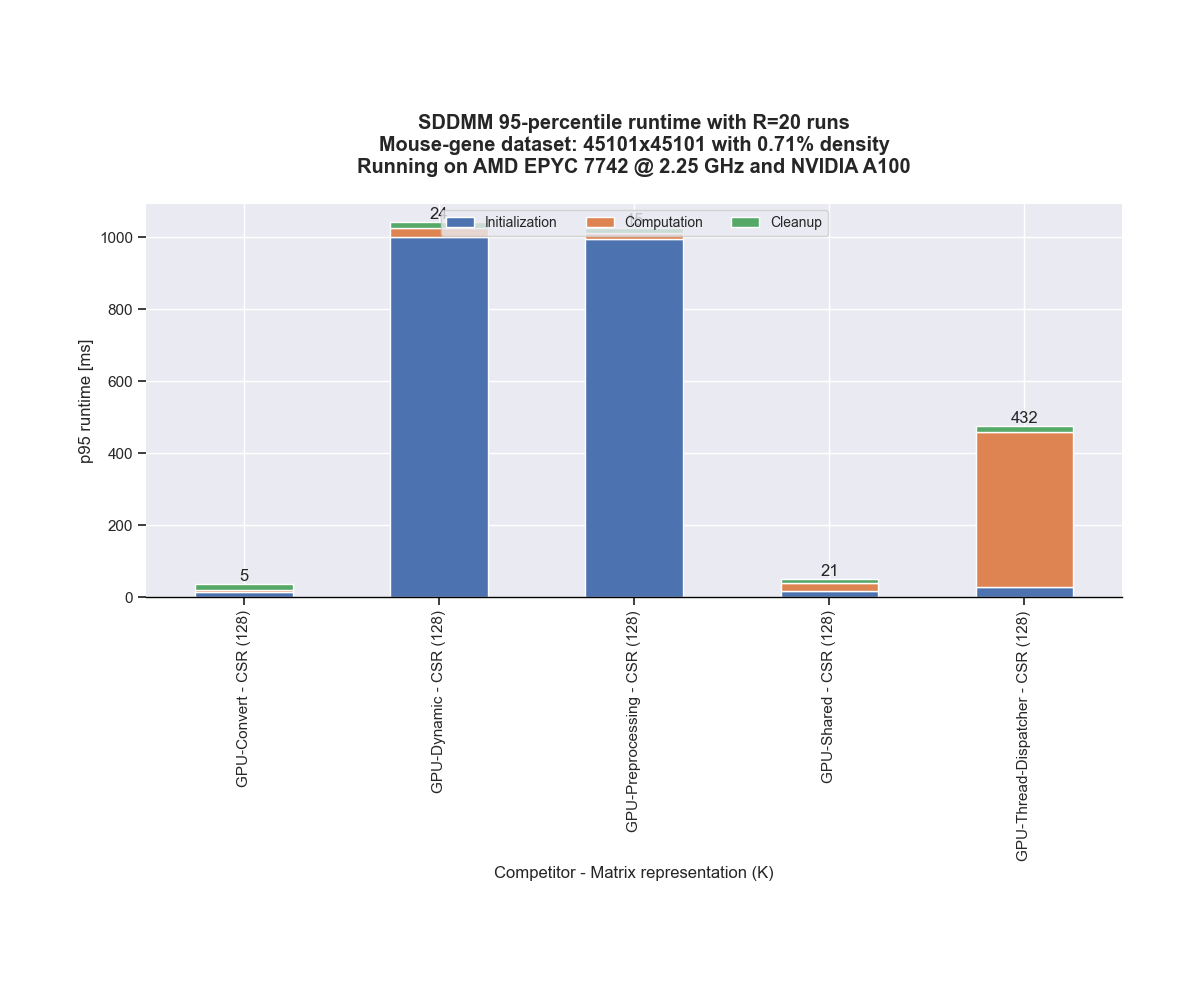 SDDMM 95-percentile runtime with R=20 runs
Mouse-gene dataset: 45101x45101 with 0.71% density
Running on AMD EPYC 7742 @ 2.25 GHz and NVIDIA A100
24
Initialization
Computation
Cleanup
1000
800
600
400
200
0
p95 runtime [ms]
5
21
432
GPU-Convert - CSR (128)
GPU-Dynamic - CSR (128)
GPU-Preprocessing - CSR (128)
GPU-Shared - CSR (128)
GPU-Thread-Dispatcher - CSR (128)
Competitor - Matrix representation (K)